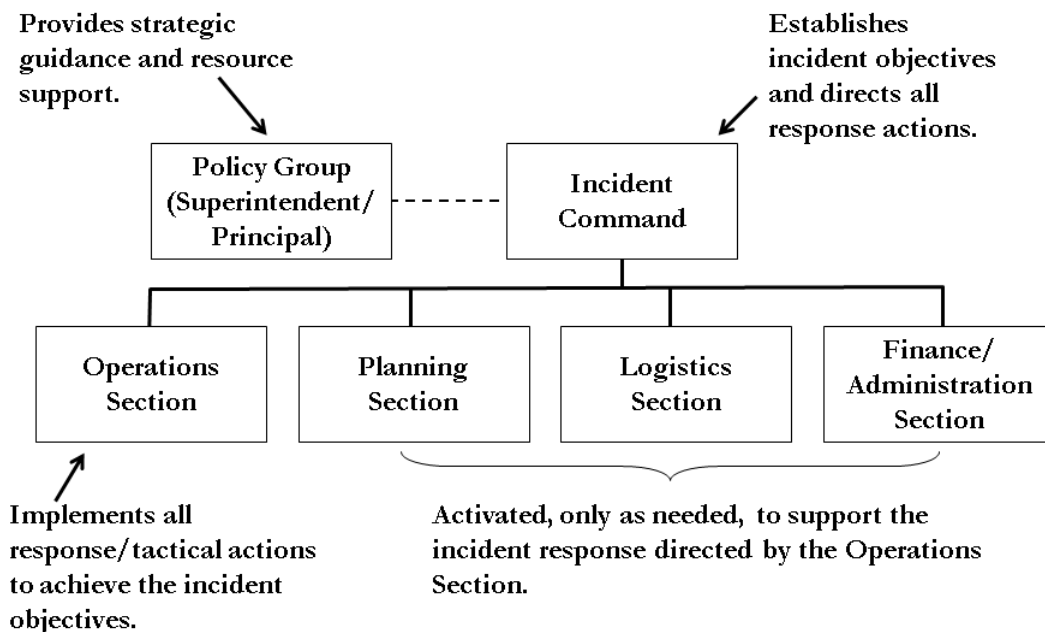 Provides strategic
guidance and resource
support.
Establishes
incident objectives
and directs all
response actions.
Policy Group
(Superintendent/
Principal)
Incident
Command
Operations
Section
Planning
Section
Logistics
Section
Finance/
Administration
Section
Implements all
response/tactical actions
to achieve the incident
objectives.
Activated, only as needed, to support the
incident response directed by the Operations
Section.